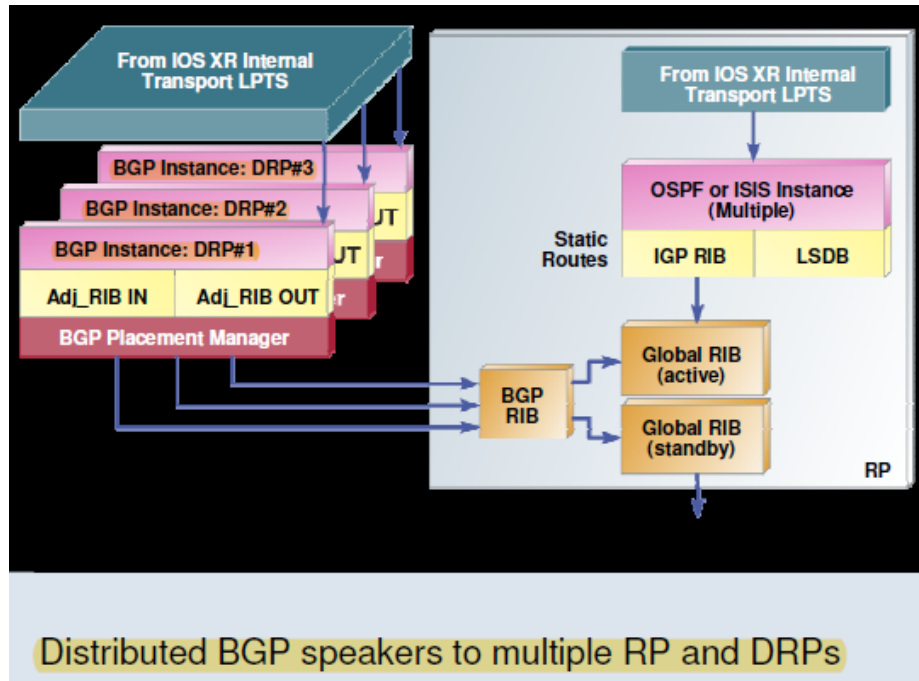 From IOS XR Internal
Transport LPTS
BGP Instance: DRP#3
BGP Instance: DRP#2
UT
BGP Instance: DRP#1
UT
r
Adj_RIB IN
Adj_RIB OUT
er
BGP Placement Manager
From IOS XR Internal
Transport LPTS
OSPF or ISIS Instance
(Multiple)
Static
Routes
IGP RIB
LSDB
BGP
RIB
Global RIB
(active)
Global RIB
(standby)
RP
Distributed BGP speakers to multiple RP and DRPs